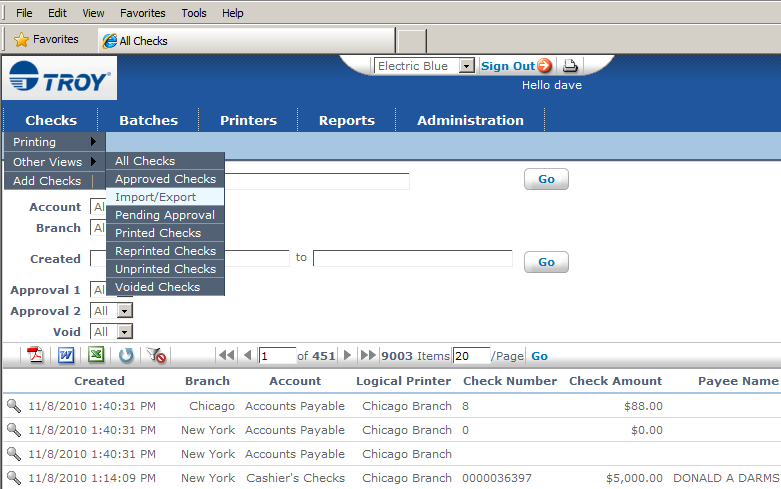 File Edit View Favorites Tools Help
Favorites All Checks
TROY Electric Blue Sign Out
Hello dave
Checks Batches Printers Reports Administration
Printing
Other Views All Checks
Add Checks Approved Checks Go
Import/Export
Account Al
Pending Approval
Branch Al
Printed Checks
Reprinted Checks
Created to Go
Unprinted Checks
Voided Checks
Approval 1 Al
Approval 2 All
Void All
1 of 451 9003 Items 20 /Page Go
Created Branch Account Logical Printer Check Number Check Amount Payee Name
11/8/2010 1:40:31 PM Chicago Accounts Payable Chicago Branch 8 $88.00
11/8/2010 1:40:31 PM New York Accounts Payable Chicago Branch 0 $0.00
11/8/2010 1:40:31 PM New York Accounts Payable Chicago Branch
11/8/2010 1:14:09 PM New York Cashier's Checks Chicago Branch 0000036397 $5,000.00 DONALD A DARMS